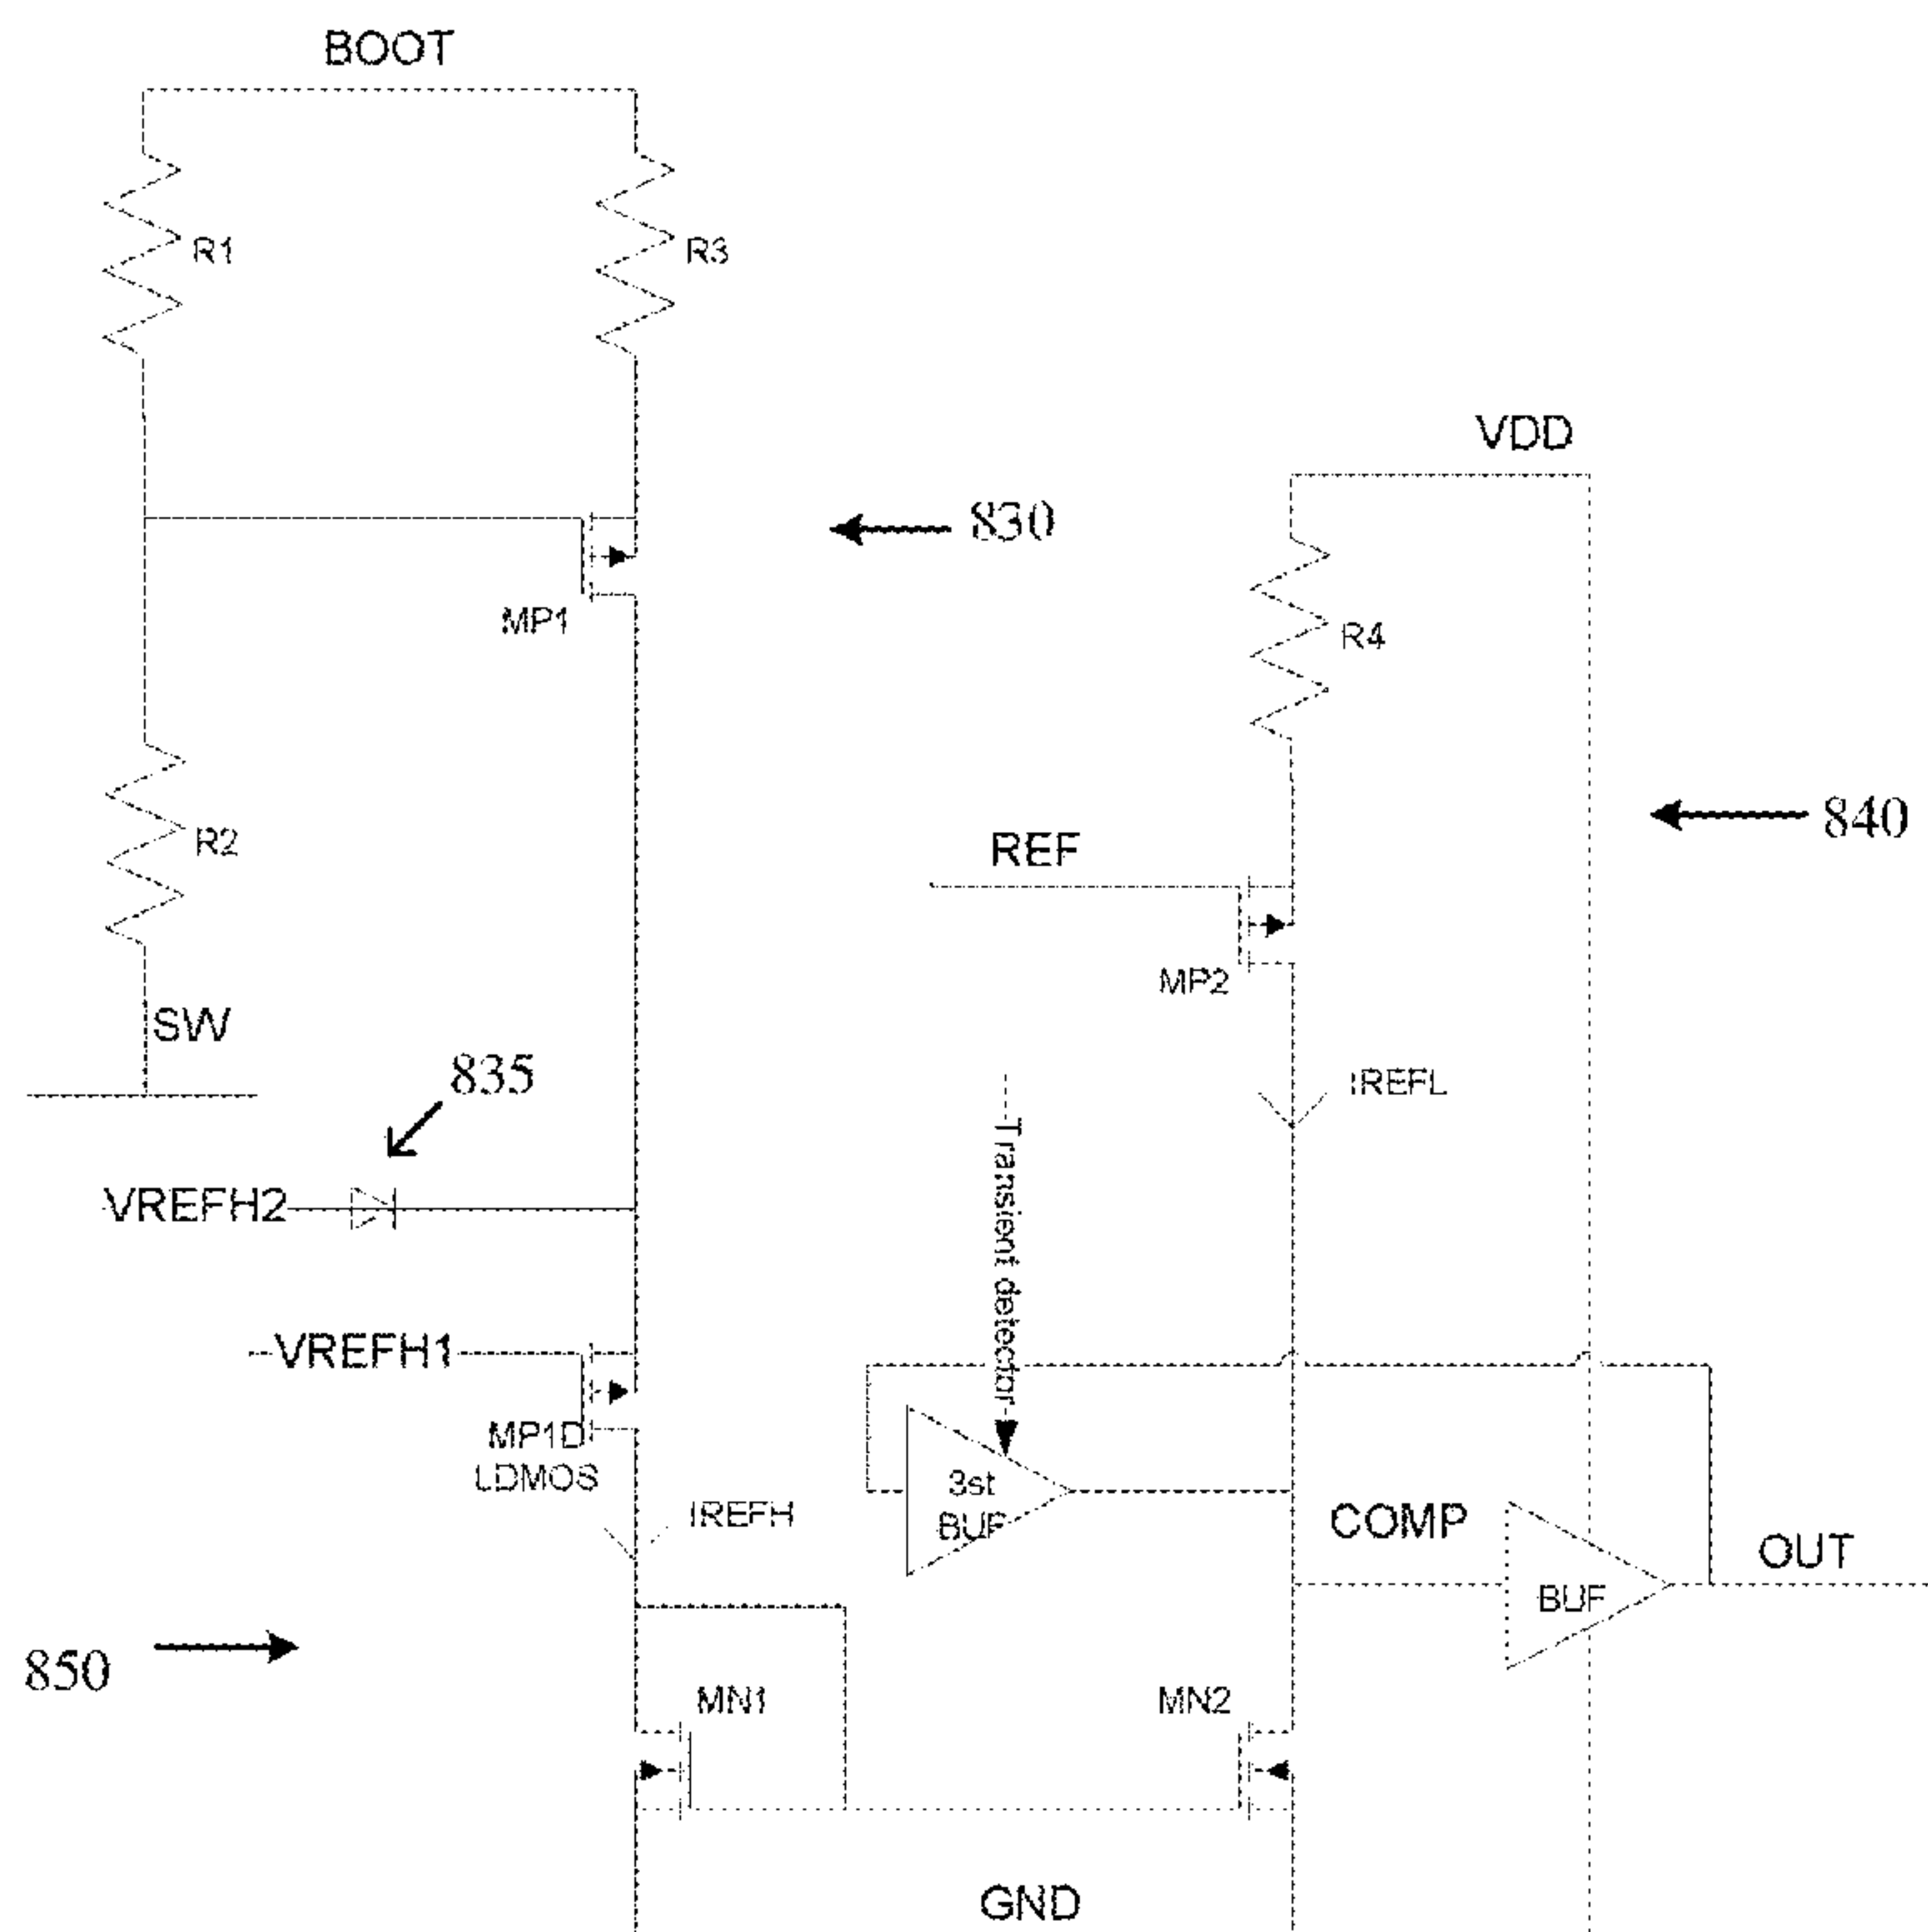 BOOT
R1
R3
VDD
830
MP1
R4
R2
840
REF
MP2
SW
835
IREFL
Transient detector
VREFH2
VREFH1
MP1D
LDMOS
3st
BUF
IREFH
COMP
OUT
BUF
850
MN1
MN2
GND